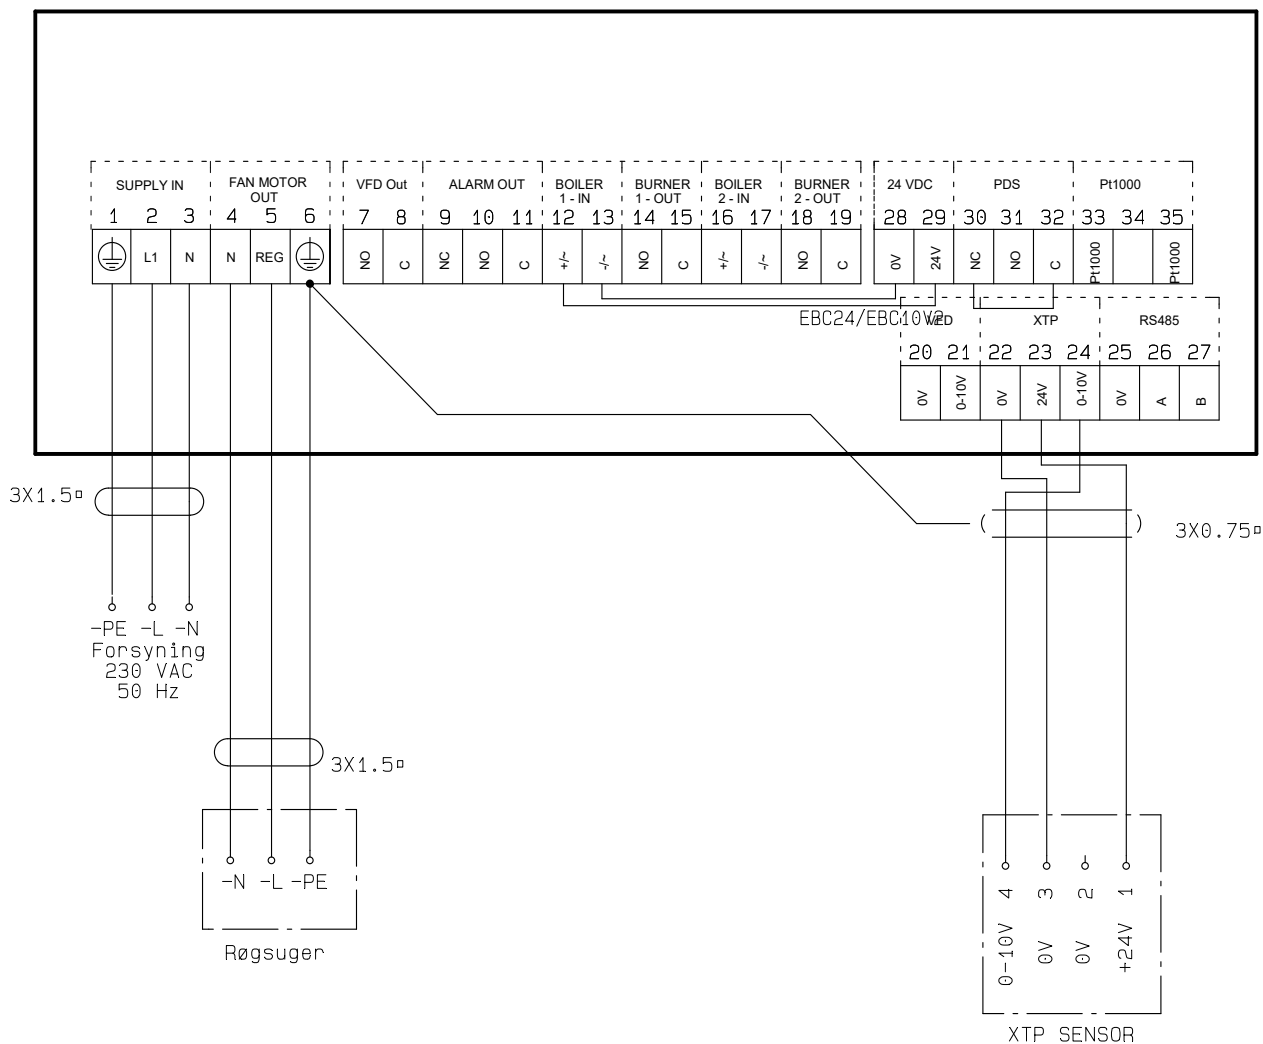 SUPPLY IN
FAN MOTOR
OUT
VFD Out
ALARM OUT
BOILER
1 - IN
BURNER
1 - OUT
BOILER
2 - IN
BURNER
2 - OUT
24 VDC
PDS
Pt1000
1 2 3 4 5 6 7 8 9 10 11 12 13 14 15 16 17 18 19 28 29 30 31 32 33 34 35
L1 N N REG NO C NC NO C +/~ -/~ NO C +/~ -/~ NO C 0V 24V NC NO C Pt1000 Pt1000
EBC24/EBC10V2
VFD
XTP
RS485
20 21 22 23 24 25 26 27
0V 0-10V 0V 24V 0-10V 0V A B
3X1.5▫
3X0.75▫
-PE -L -N
Forsyning
230 VAC
50 Hz
3X1.5▫
-N -L -PE
Røgsuger
4 3 2 1
0-10V 0V 0V +24V
XTP SENSOR